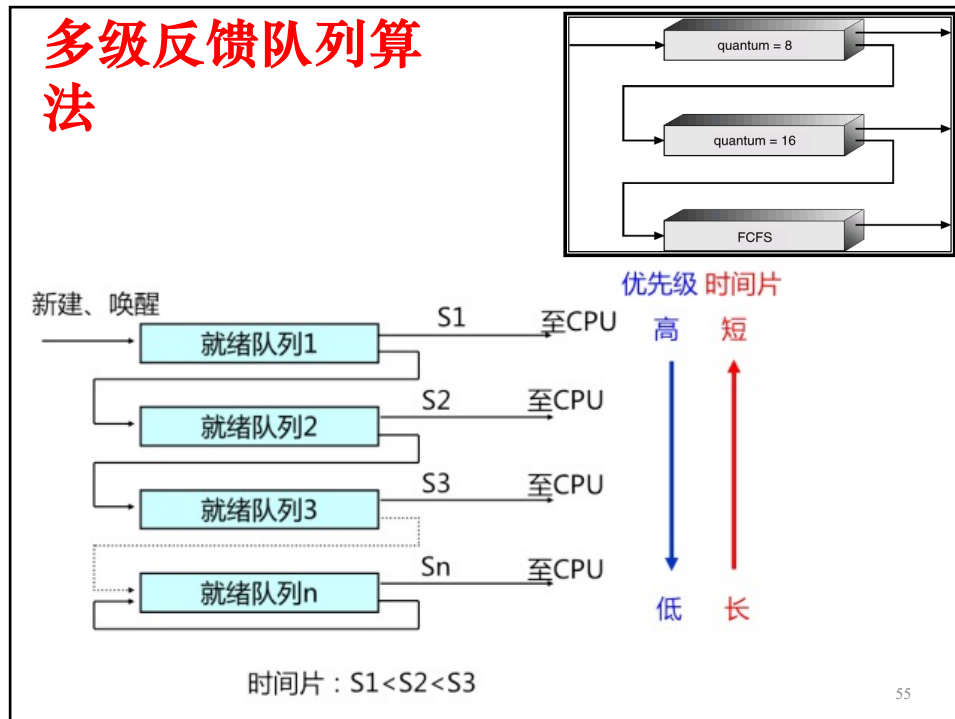 多级反馈队列算
法
quantum = 8
quantum = 16
FCFS
优先级 时间片
新建、唤醒
S1 至CPU
高 短
就绪队列1
S2 至CPU
就绪队列2
S3 至CPU
就绪队列3
Sn 至CPU
就绪队列n
低 长
时间片：S1<S2<S3
55